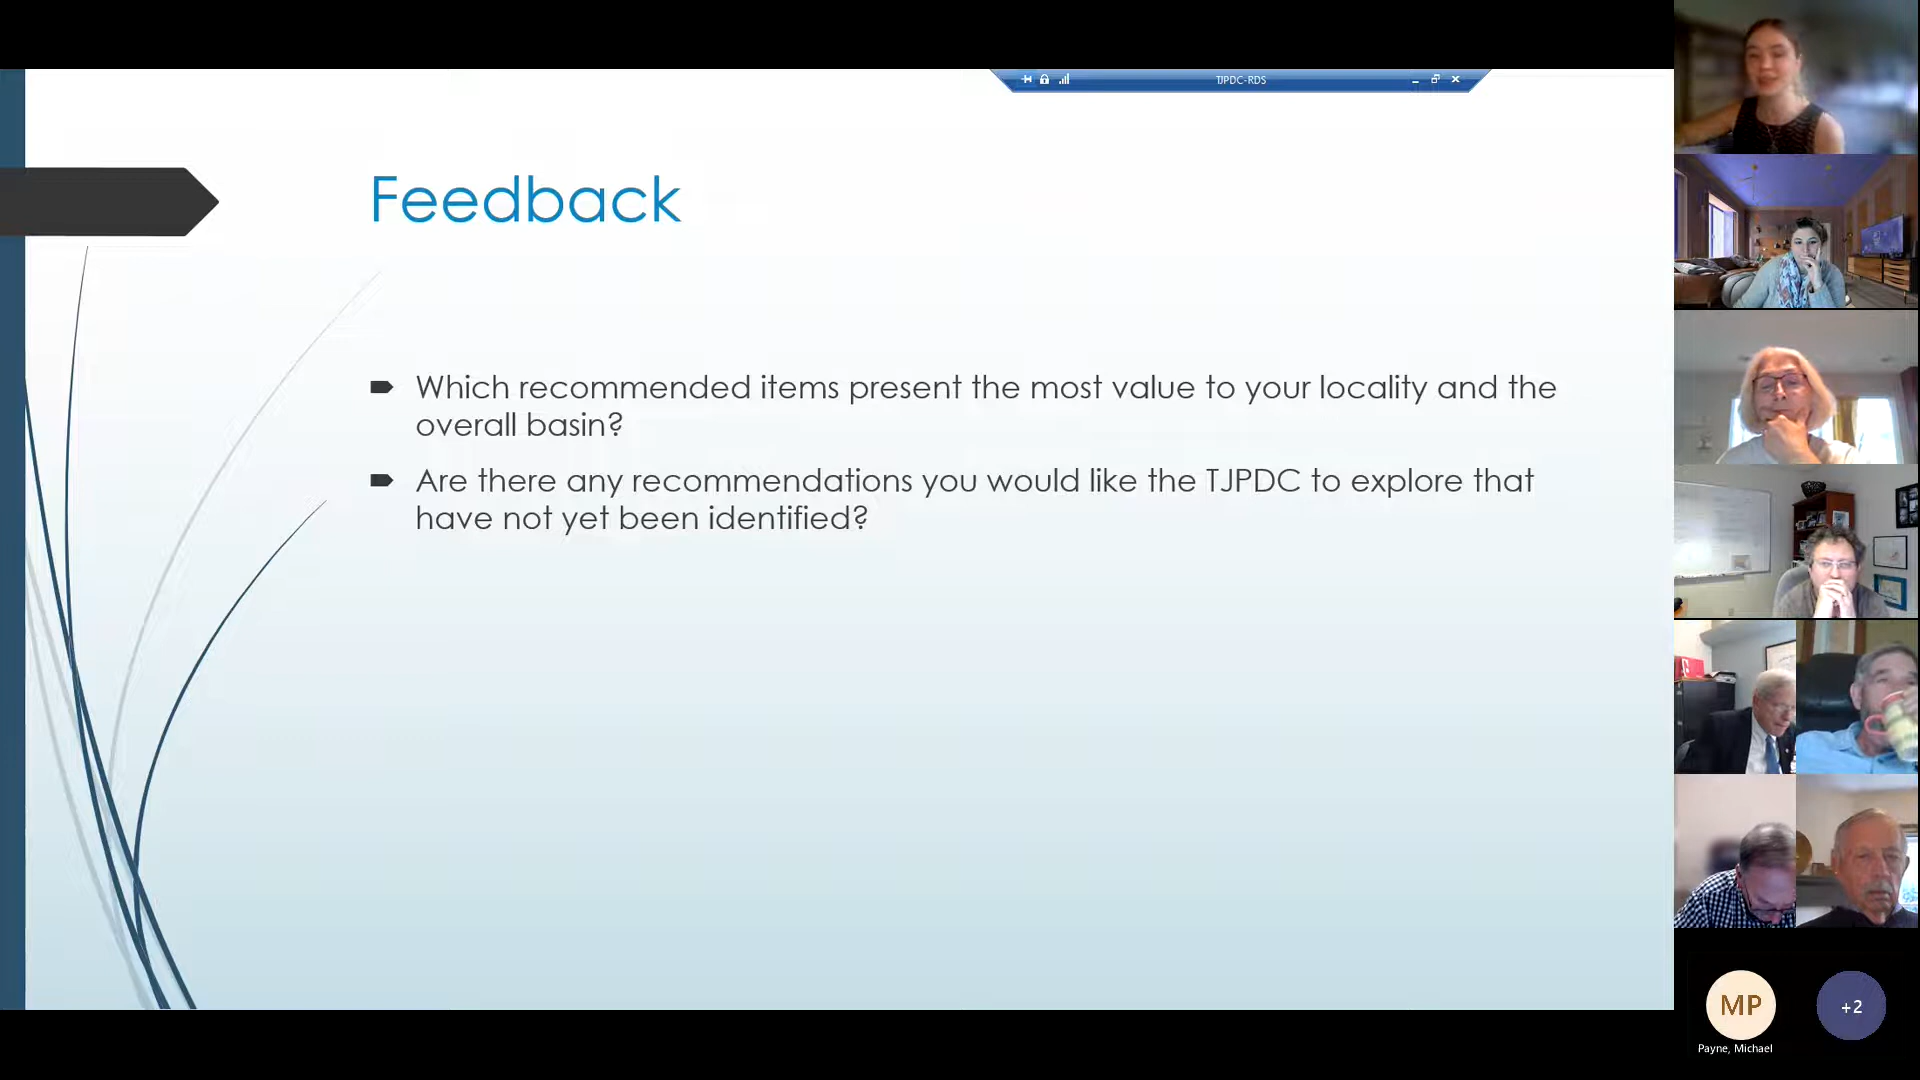 TJPDC-RDS
Feedback
Which recommended items present the most value to your locality and the
overall basin?
Are there any recommendations you would like the TJPDC to explore that
have not yet been identified?
MP
+2
Payne, Michael